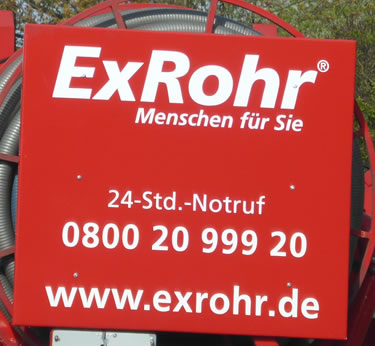 ExRohr®
Menschen für Sie
24-Std.-Notruf
0800 20 999 20
www.exrohr.de